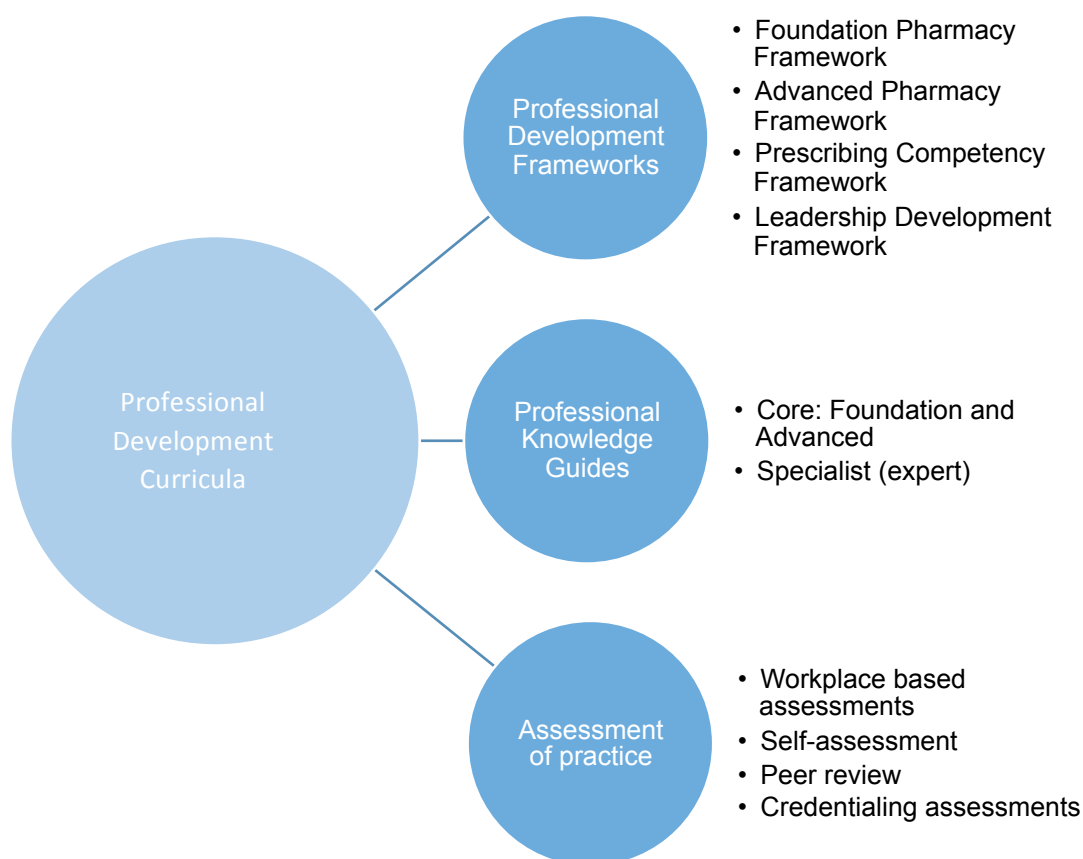 Professional
Development
Curricula
Professional
Development
Frameworks
• Foundation Pharmacy
Framework
• Advanced Pharmacy
Framework
• Prescribing Competency
Framework
• Leadership Development
Framework
Professional
Knowledge
Guides
• Core: Foundation and
Advanced
• Specialist (expert)
Assessment
of practice
• Workplace based
assessments
• Self-assessment
• Peer review
• Credentialing assessments